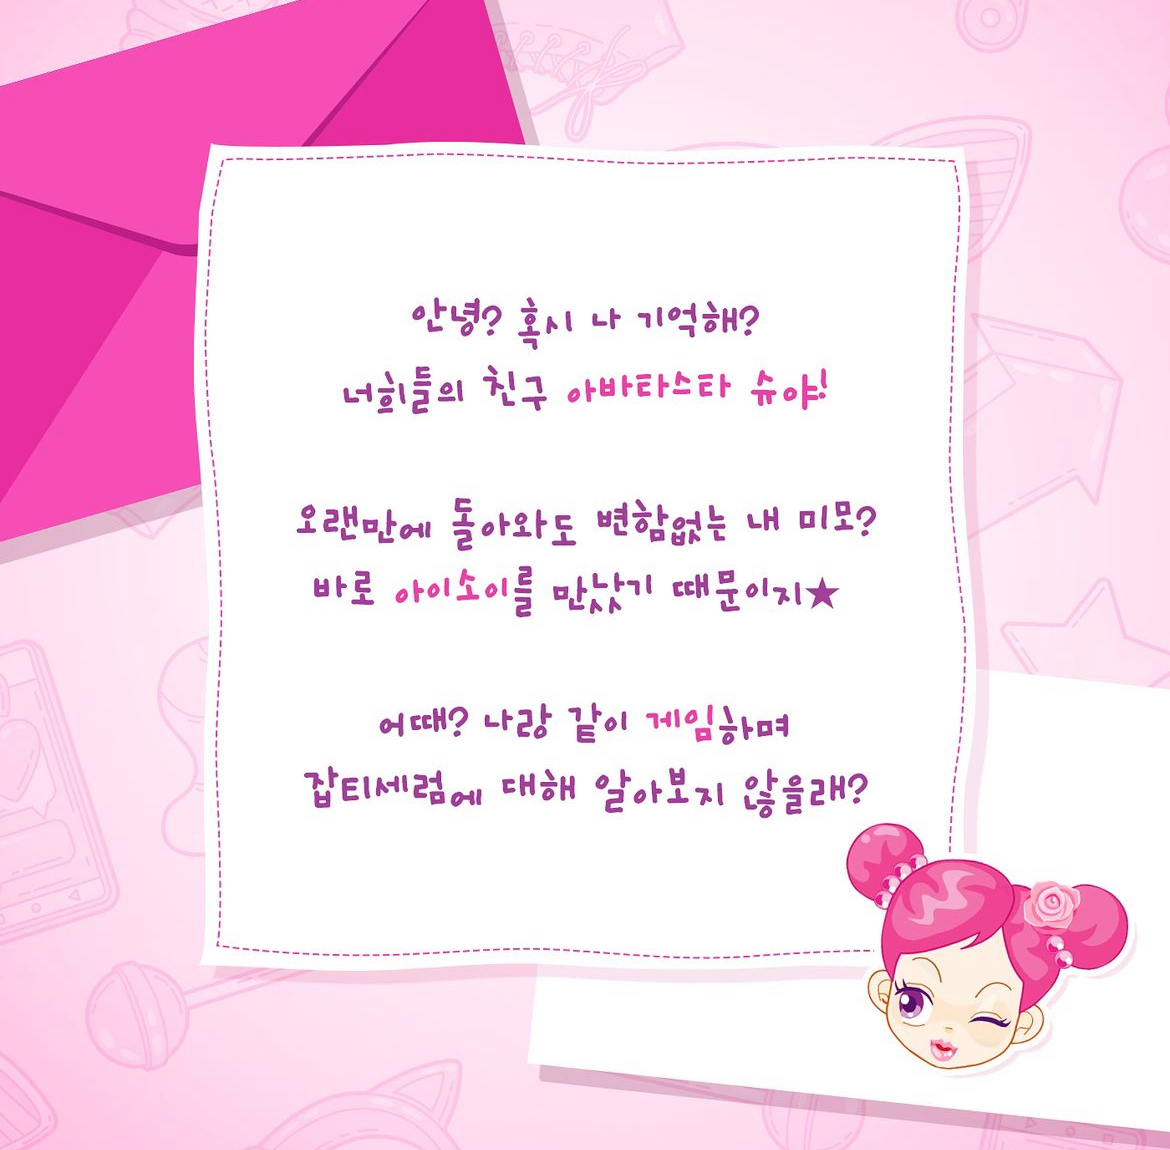 안녕? 혹시 나 기억해?
너희들의 친구 아바타스타 슈야!
오랜만에 돌아와도 변함없는 내 미모?
바로 아이소이를 만났기 때문이지★
어때? 나랑 같이 게임하며
잡티세럼에 대해 알아보지 않을래?